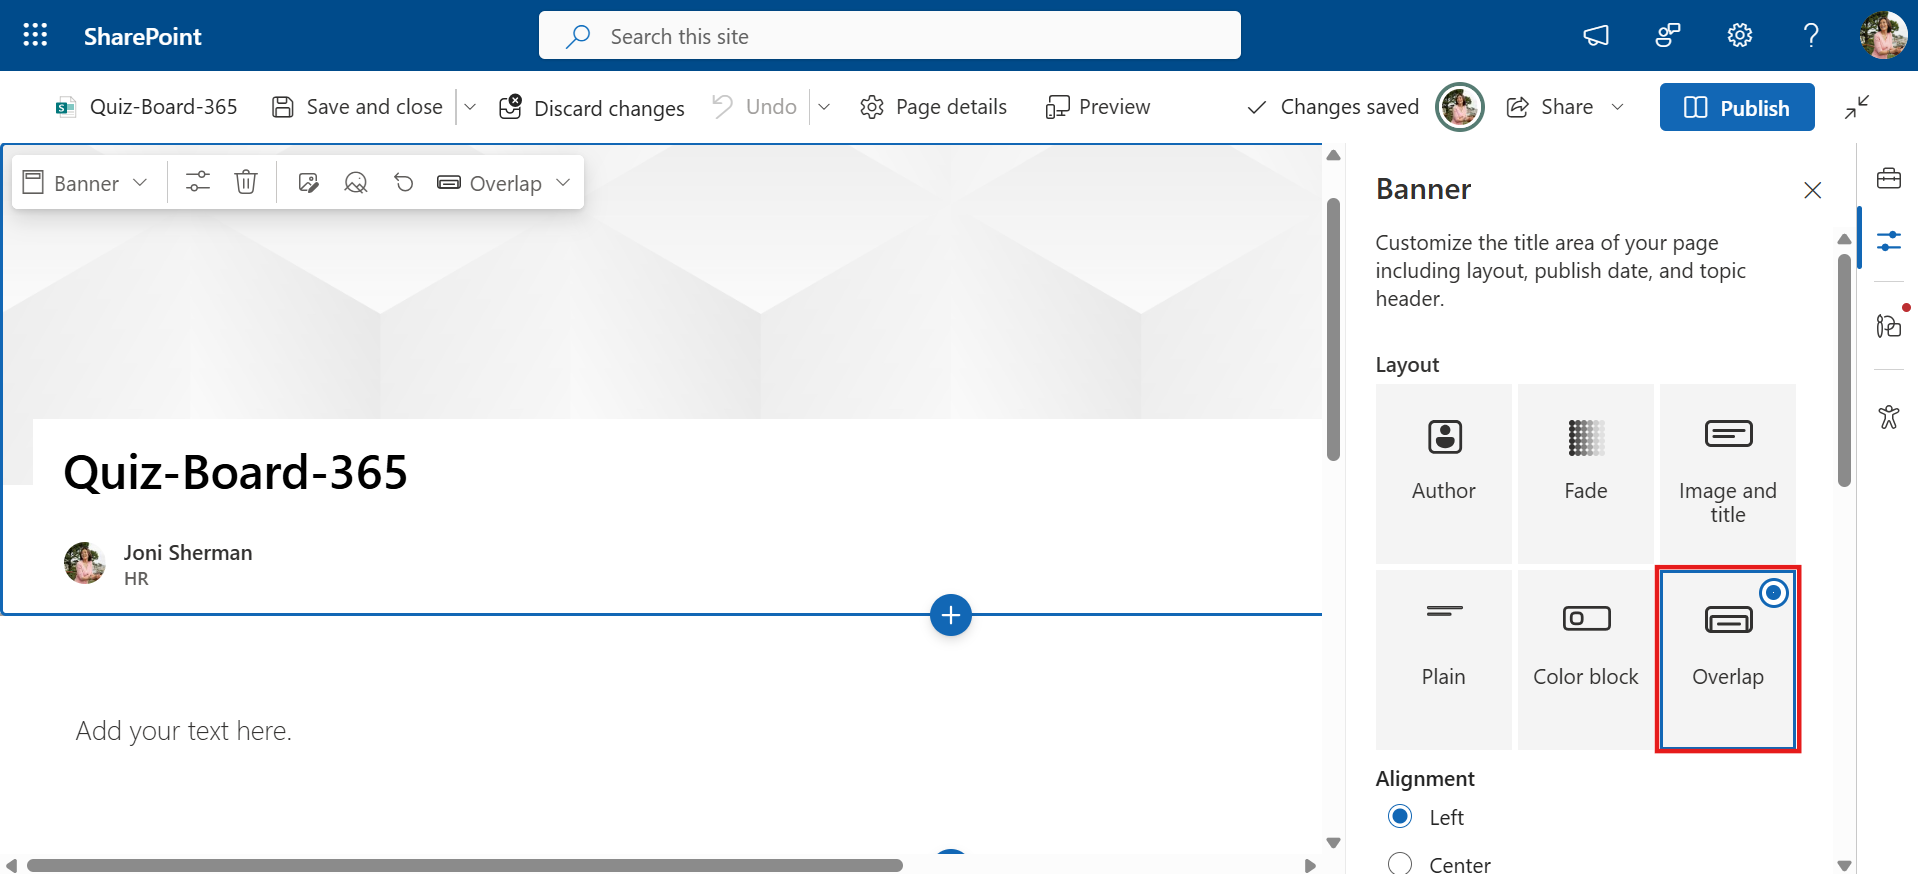 SharePoint
Search this site
Quiz-Board-365
Save and close
Discard changes
Undo
Page details
Preview
Changes saved
Share
Publish
Banner
Overlap
Quiz-Board-365
Joni Sherman
HR
Add your text here.
Banner
Customize the title area of your page
including layout, publish date, and topic
header.
Layout
Author
Fade
Image and
title
Plain
Color block
Overlap
Alignment
Left
Center